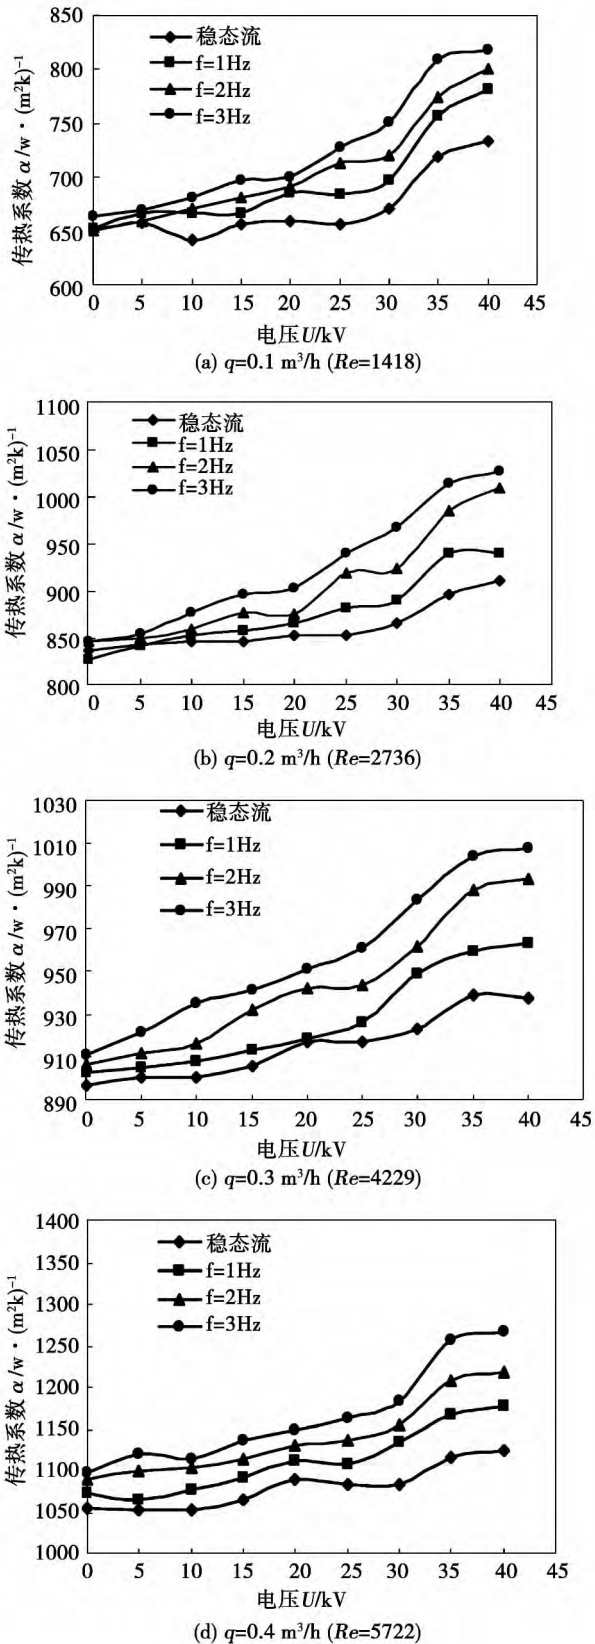 850
800
750
700
650
600
传热系数 α/w·(m²k)⁻¹
稳态流
f=1Hz
f=2Hz
f=3Hz
0 5 10 15 20 25 30 35 40 45
电压U/kV
(a) q=0.1 m³/h (Re=1418)
1100
1050
1000
950
900
850
800
传热系数 α/w·(m²k)⁻¹
稳态流
f=1Hz
f=2Hz
f=3Hz
0 5 10 15 20 25 30 35 40 45
电压U/kV
(b) q=0.2 m³/h (Re=2736)
1030
1010
990
970
950
930
910
890
传热系数 α/w·(m²k)⁻¹
稳态流
f=1Hz
f=2Hz
f=3Hz
0 5 10 15 20 25 30 35 40 45
电压U/kV
(c) q=0.3 m³/h (Re=4229)
1400
1350
1300
1250
1200
1150
1100
1050
1000
传热系数 α/w·(m²k)⁻¹
稳态流
f=1Hz
f=2Hz
f=3Hz
0 5 10 15 20 25 30 35 40 45
电压U/kV
(d) q=0.4 m³/h (Re=5722)